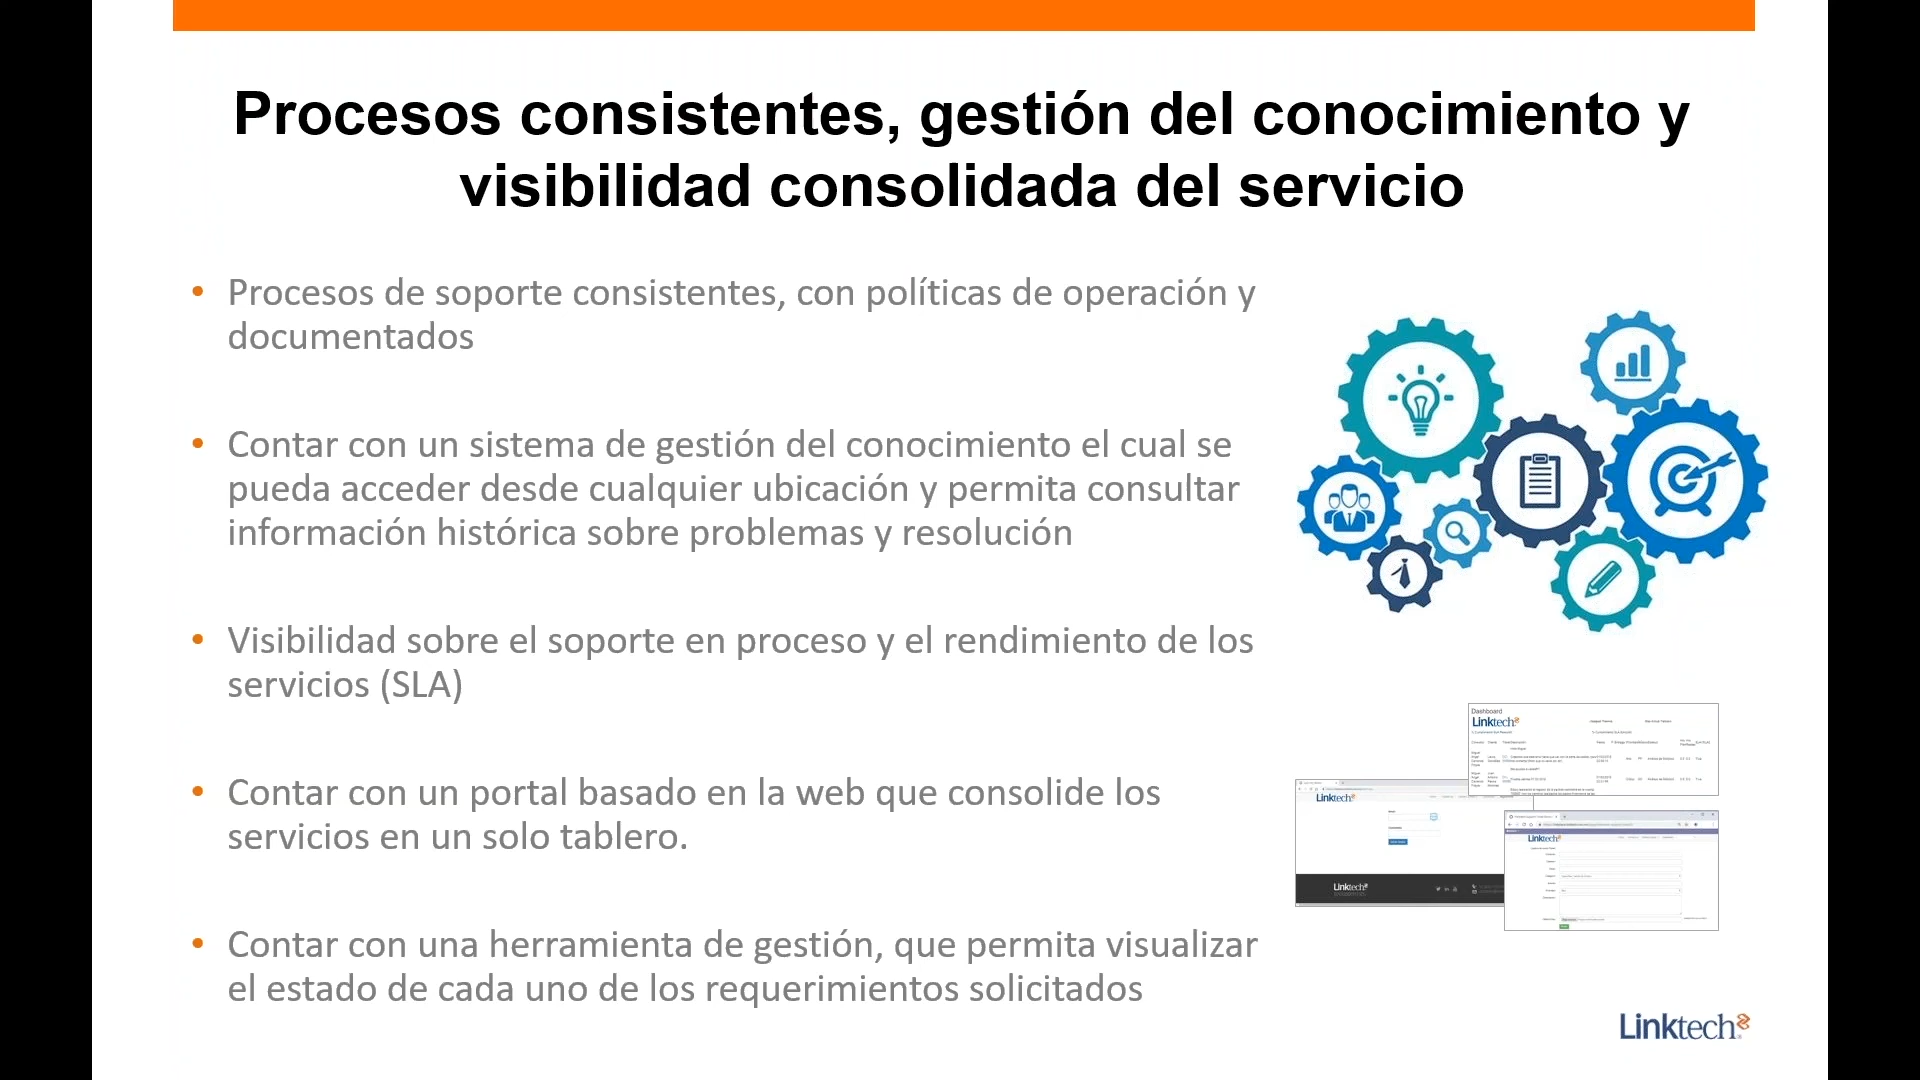 Procesos consistentes, gestión del conocimiento y
visibilidad consolidada del servicio
• Procesos de soporte consistentes, con políticas de operación y
documentados
• Contar con un sistema de gestión del conocimiento el cual se
pueda acceder desde cualquier ubicación y permita consultar
información histórica sobre problemas y resolución
• Visibilidad sobre el soporte en proceso y el rendimiento de los
servicios (SLA)
• Contar con un portal basado en la web que consolide los
servicios en un solo tablero.
• Contar con una herramienta de gestión, que permita visualizar
el estado de cada uno de los requerimientos solicitados
Dashboard
Linktech
Linktech
Linktech
Linktech
Linktech